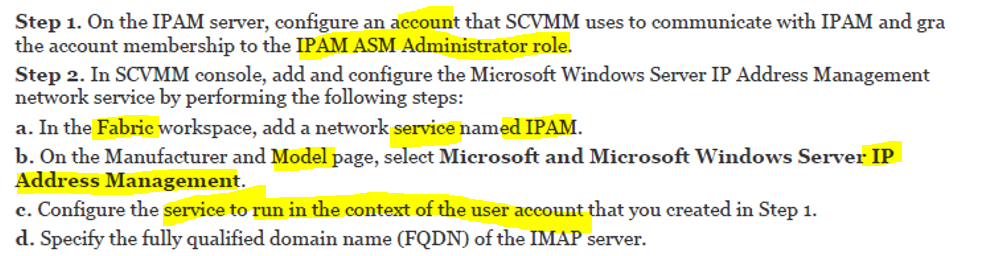 Step 1. On the IPAM server, configure an account that SCVMM uses to communicate with IPAM and gra
the account membership to the IPAM ASM Administrator role.
Step 2. In SCVMM console, add and configure the Microsoft Windows Server IP Address Management
network service by performing the following steps:
a. In the Fabric workspace, add a network service named IPAM.
b. On the Manufacturer and Model page, select Microsoft and Microsoft Windows Server IP
Address Management.
c. Configure the service to run in the context of the user account that you created in Step 1.
d. Specify the fully qualified domain name (FQDN) of the IMAP server.